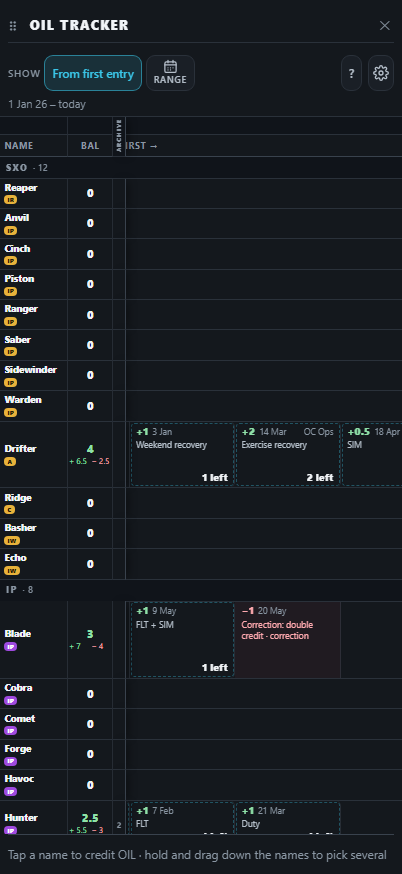 OIL TRACKER
SHOW
From first entry
RANGE
?
1 Jan 26 – today
NAME
BAL
ARCHIVE
IRST →
SXO · 12
Reaper
IR
0
Anvil
IP
0
Cinch
IP
0
Piston
IP
0
Ranger
IP
0
Saber
IP
0
Sidewinder
IP
0
Warden
IP
0
Drifter
A
4
+ 6.5 − 2.5
+1 3 Jan
Weekend recovery
1 left
+2 14 Mar OC Ops
Exercise recovery
2 left
+0.5 18 Apr
SIM
Ridge
C
0
Basher
IW
0
Echo
IW
0
IP · 8
Blade
IP
3
+ 7 − 4
+1 9 May
FLT + SIM
1 left
−1 20 May
Correction: double
credit · correction
Cobra
IP
0
Comet
IP
0
Forge
IP
0
Havoc
IP
0
Hunter
IP
2.5
+ 5.5 − 3
2
+1 7 Feb
FLT
+1 21 Mar
Duty
Tap a name to credit OIL · hold and drag down the names to pick several